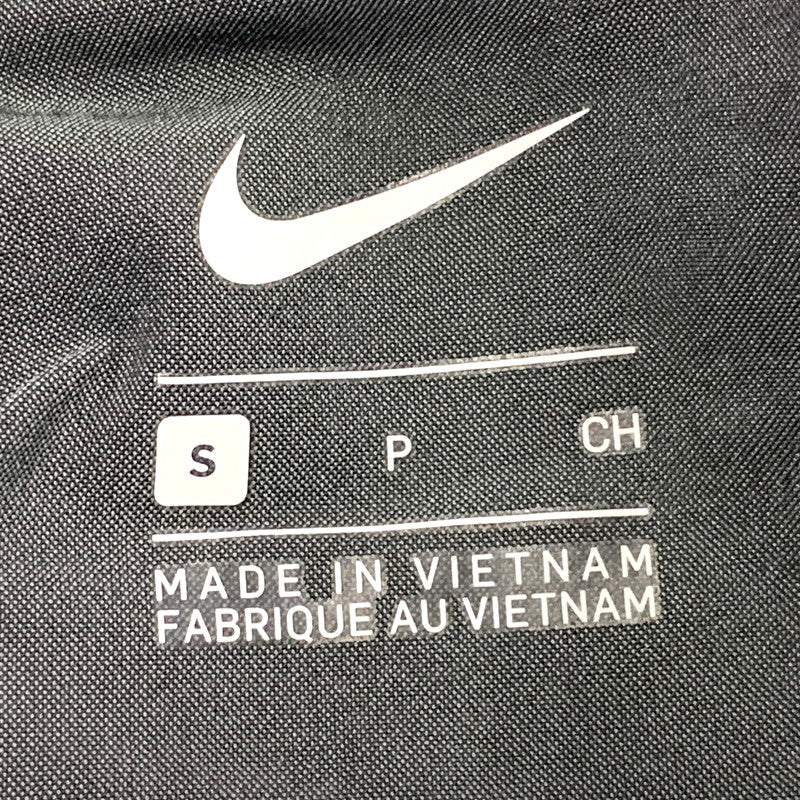 S P CH
MADE IN VIETNAM
FABRIQUE AU VIETNAM